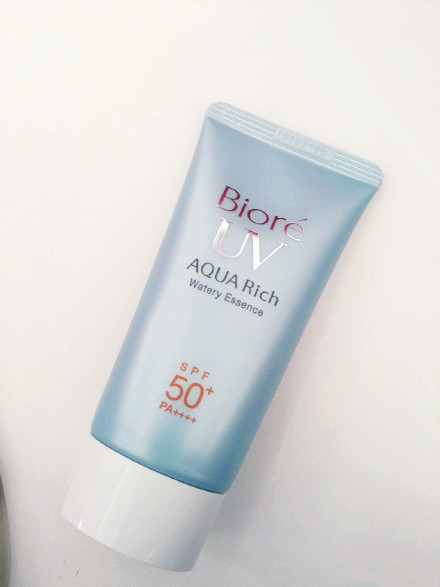 Bioré
UV
AQUA Rich
Watery Essence
SPF
50+
PA++++